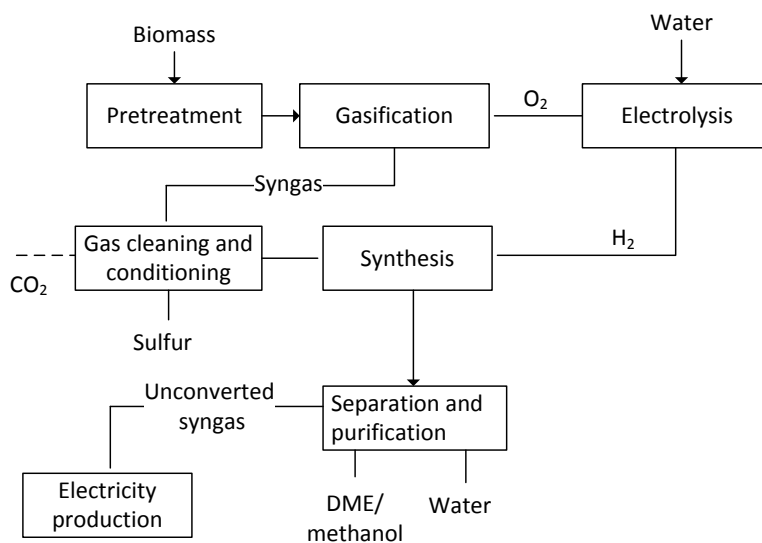 Biomass
Water
Pretreatment
Gasification
O₂
Electrolysis
Syngas
Gas cleaning and
conditioning
Synthesis
H₂
CO₂
Sulfur
Unconverted
syngas
Separation and
purification
Electricity
production
DME/
methanol
Water